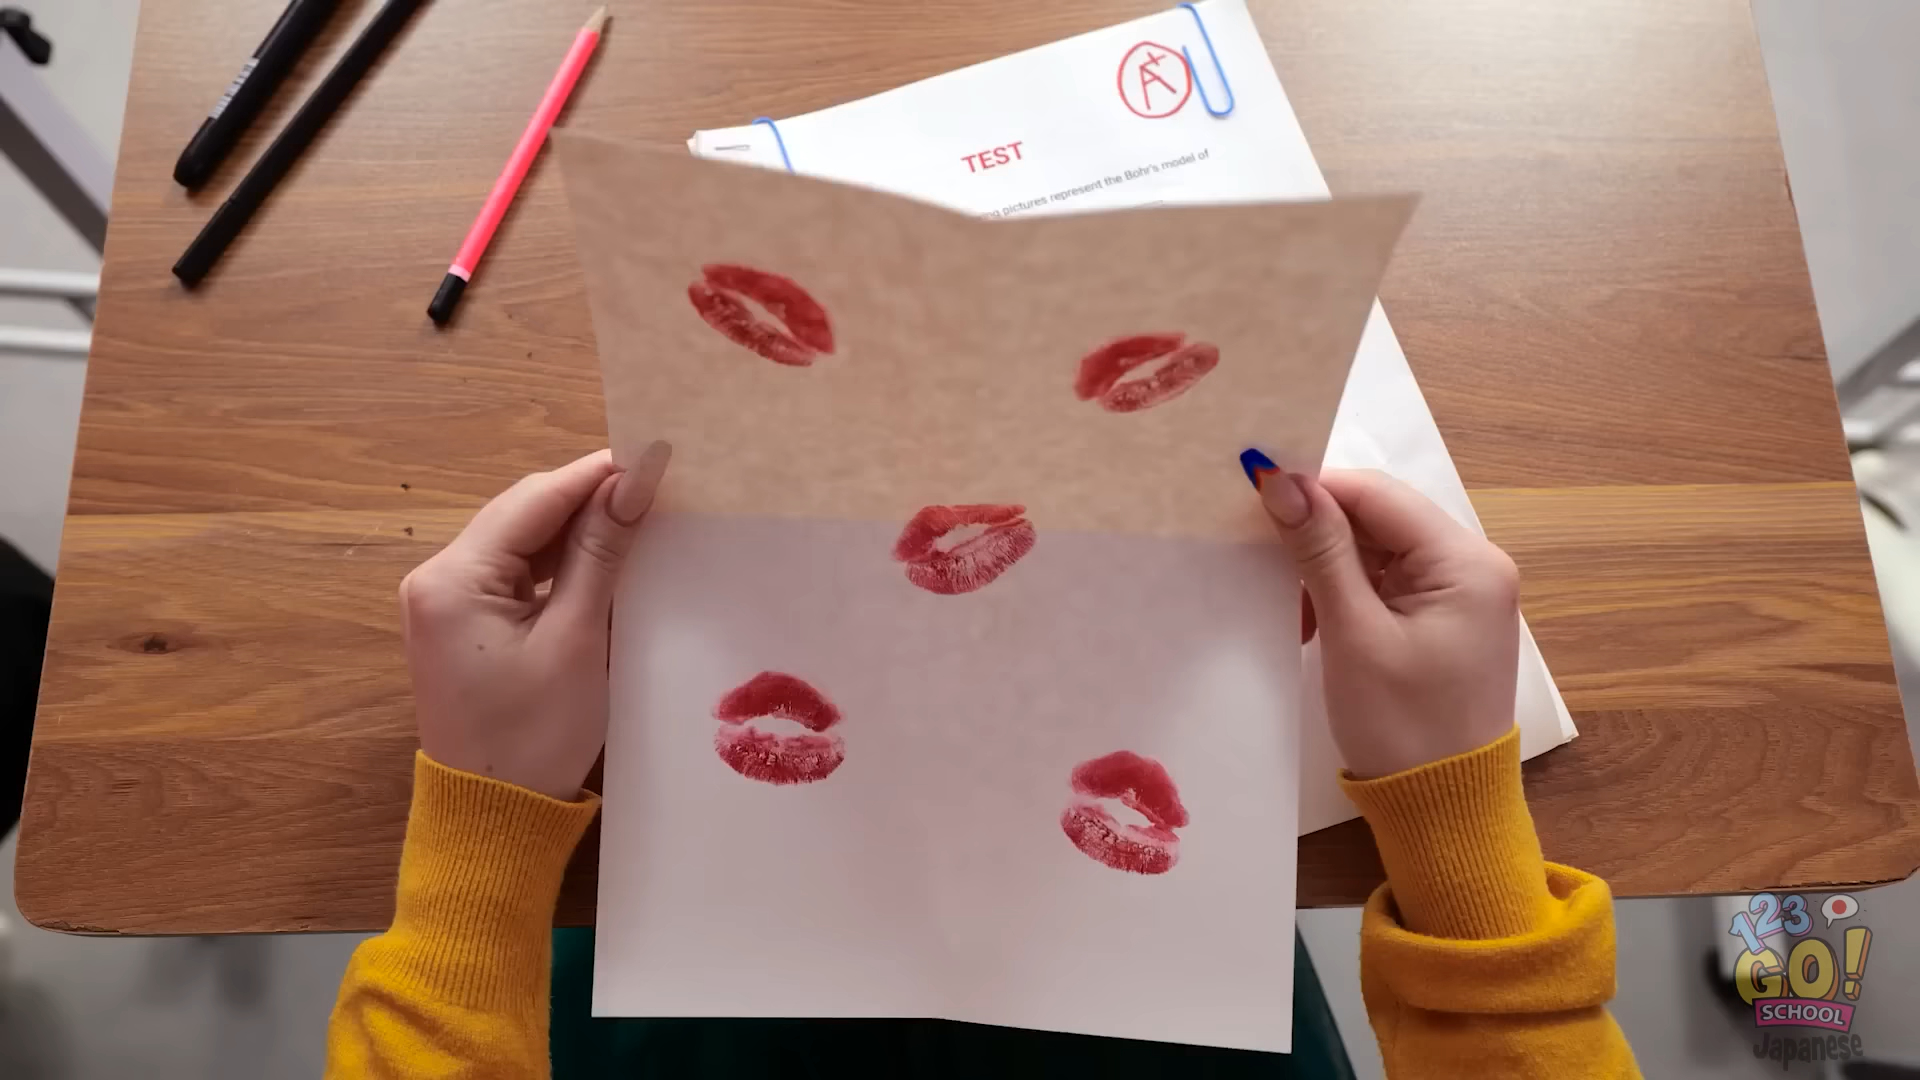 A+
TEST
pictures represent the Bohr's model of
123
GO!
SCHOOL
Japanese